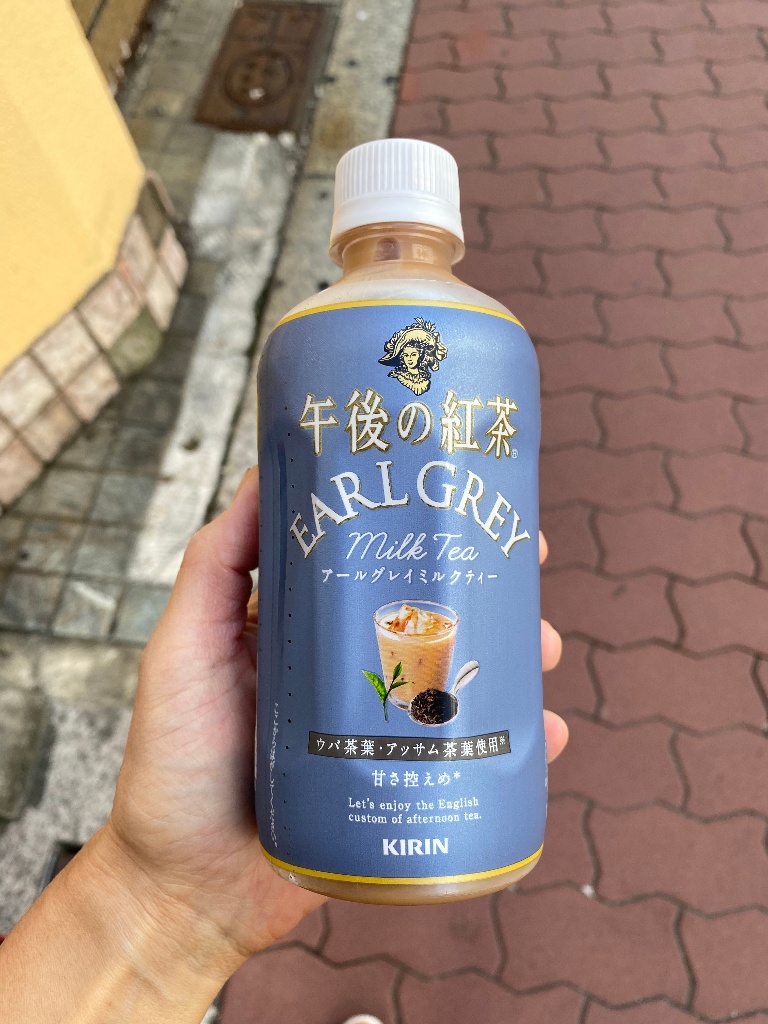 午後の紅茶®
EARL GREY
Milk Tea
アールグレイミルクティー
ウバ茶葉・アッサム茶葉使用※
甘さ控えめ*
Let's enjoy the English
custom of afternoon tea.
KIRIN